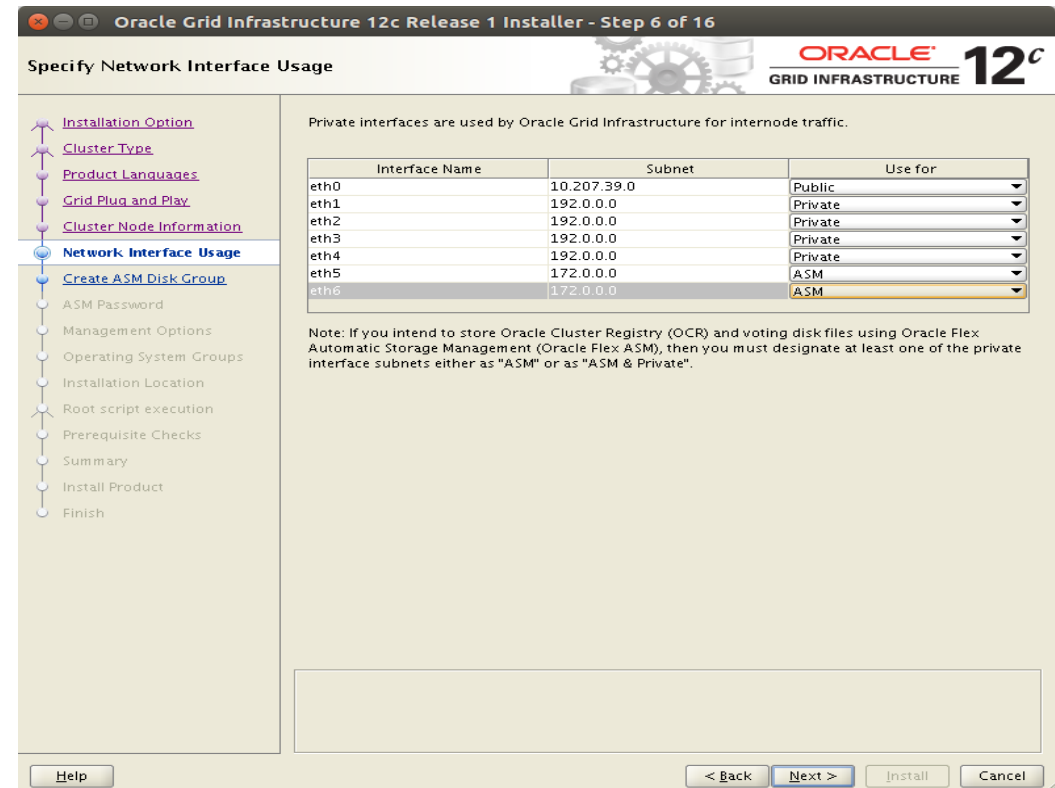 Oracle Grid Infrastructure 12c Release 1 Installer - Step 6 of 16
Specify Network Interface Usage
ORACLE
GRID INFRASTRUCTURE
12c
Installation Option
Cluster Type
Product Languages
Grid Plug and Play
Cluster Node Information
Network Interface Usage
Create ASM Disk Group
ASM Password
Management Options
Operating System Groups
Installation Location
Root script execution
Prerequisite Checks
Summary
Install Product
Finish
Private interfaces are used by Oracle Grid Infrastructure for internode traffic.
Interface Name Subnet Use for
eth0 10.207.39.0 Public
eth1 192.0.0.0 Private
eth2 192.0.0.0 Private
eth3 192.0.0.0 Private
eth4 192.0.0.0 Private
eth5 172.0.0.0 ASM
eth6 172.0.0.0 ASM
Note: If you intend to store Oracle Cluster Registry (OCR) and voting disk files using Oracle Flex
Automatic Storage Management (Oracle Flex ASM), then you must designate at least one of the private
interface subnets either as "ASM" or as "ASM & Private".
Help < Back Next > Install Cancel